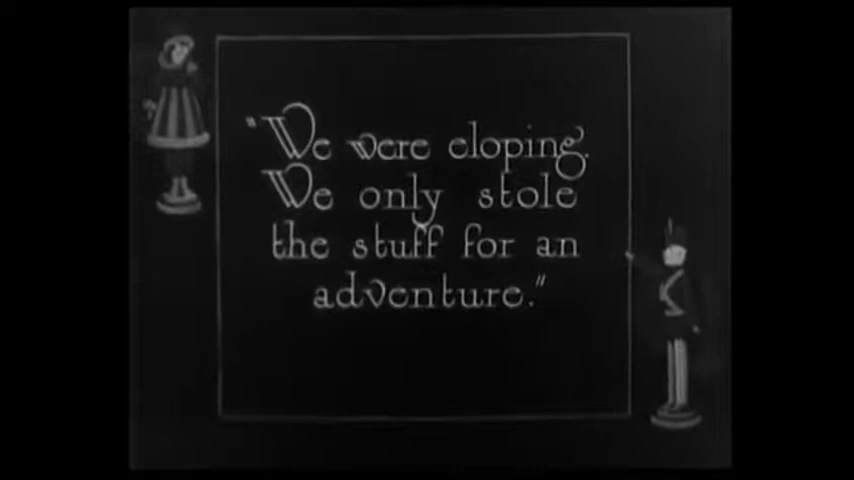 "We were eloping.
We only stole
the stuff for an
adventure."